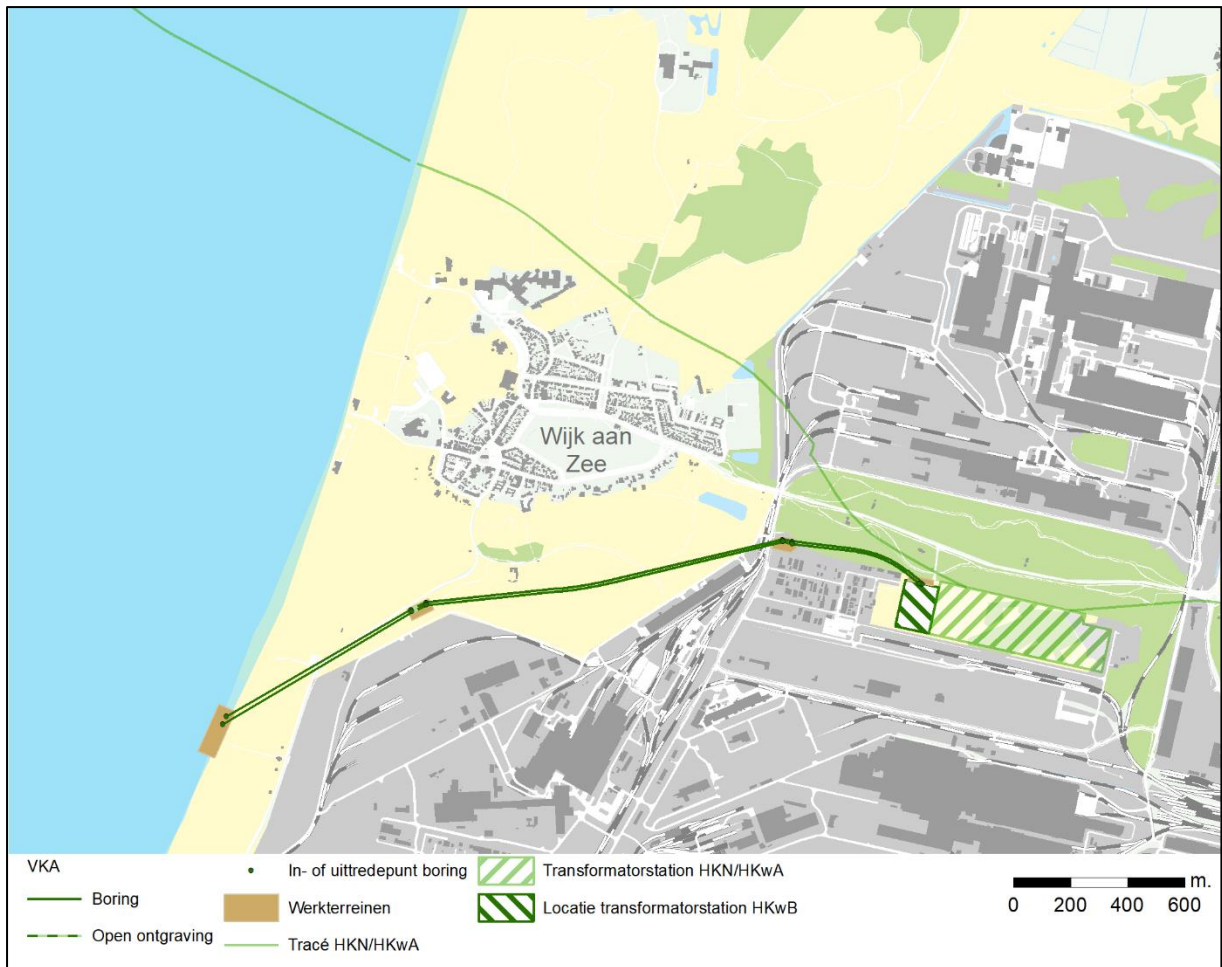 Wijk aan
Zee
VKA
Boring
Open ontgraving
In- of uittredepunt boring
Werkterreinen
Tracé HKN/HKwA
Transformatorstation HKN/HKwA
Locatie transformatorstation HKwB
m.
0 200 400 600